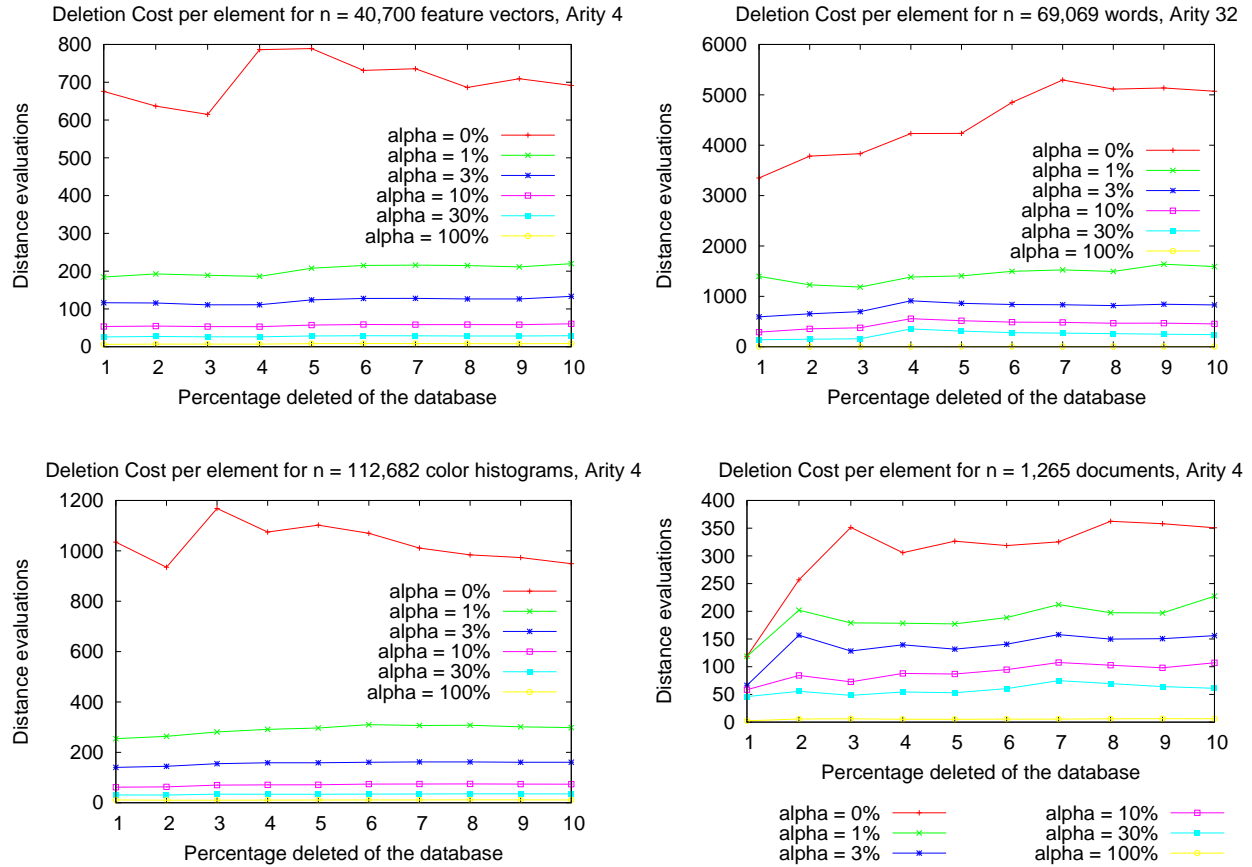 Deletion Cost per element for n = 40,700 feature vectors, Arity 4
800
700
600
500
400
300
200
100
0
Distance evaluations
alpha = 0%
alpha = 1%
alpha = 3%
alpha = 10%
alpha = 30%
alpha = 100%
1 2 3 4 5 6 7 8 9 10
Percentage deleted of the database
Deletion Cost per element for n = 69,069 words, Arity 32
6000
5000
4000
3000
2000
1000
0
Distance evaluations
alpha = 0%
alpha = 1%
alpha = 3%
alpha = 10%
alpha = 30%
alpha = 100%
1 2 3 4 5 6 7 8 9 10
Percentage deleted of the database
Deletion Cost per element for n = 112,682 color histograms, Arity 4
1200
1000
800
600
400
200
0
Distance evaluations
alpha = 0%
alpha = 1%
alpha = 3%
alpha = 10%
alpha = 30%
alpha = 100%
1 2 3 4 5 6 7 8 9 10
Percentage deleted of the database
Deletion Cost per element for n = 1,265 documents, Arity 4
400
350
300
250
200
150
100
50
0
Distance evaluations
1 2 3 4 5 6 7 8 9 10
Percentage deleted of the database
alpha = 0%
alpha = 1%
alpha = 3%
alpha = 10%
alpha = 30%
alpha = 100%